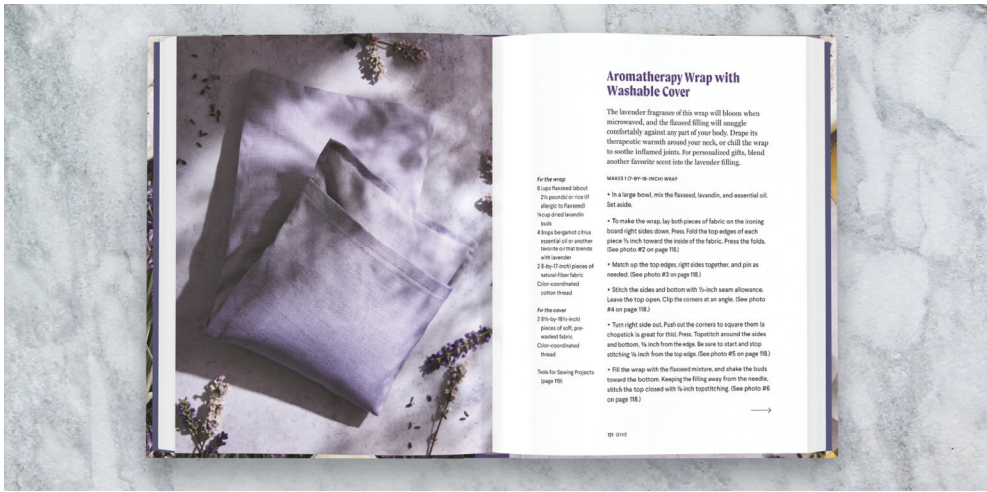 Aromatherapy Wrap with
Washable Cover
The lavender fragrance of this wrap will bloom when
microwaved, and the flaxseed filling will snuggle
comfortably against any part of your body. Drape its
therapeutic warmth around your neck, or chill the wrap
to soothe inflamed joints. For personalized gifts, blend
another favorite scent into the lavender filling.
For the wrap
6 cups flaxseed (about
2½ pounds) or rice (if
allergic to flaxseed)
cup dried lavandin
buds
4 drops bergamot citrus
essential oil or another
favorite oil that blends
with lavender
2 8-by-17-inch) pieces of
natural-fiber fabric
Color-coordinated
cotton thread
For the cover
2 8½-by-18¾-inch)
pieces of soft, pre-
washed fabric
Color-coordinated
thread
Tools for Sewing Projects
(page 119)
MAKES 1 (7-BY-16-INCH) WRAP
• In a large bowl, mix the flaxseed, lavandin, and essential oil.
Set aside.
• To make the wrap, lay both pieces of fabric on the ironing
board right sides down. Press. Fold the top edges of each
piece ½ inch toward the inside of the fabric. Press the folds.
(See photo #2 on page 118.)
• Match up the top edges, right sides together, and pin as
needed. (See photo #3 on page 118.)
• Stitch the sides and bottom with ½-inch seam allowance.
Leave the top open. Clip the corners at an angle. (See photo
#4 on page 118.)
• Turn right side out. Push out the corners to square them (a
chopstick is great for this). Press. Topstitch around the sides
and bottom, ⅛ inch from the edge. Be sure to start and stop
stitching ⅛ inch from the top edge. (See photo #5 on page 118.)
• Fill the wrap with the flaxseed mixture, and shake the buds
toward the bottom. Keeping the filling away from the needle,
stitch the top closed with ⅛-inch topstitching. (See photo #6
on page 118.)
121 GIVE